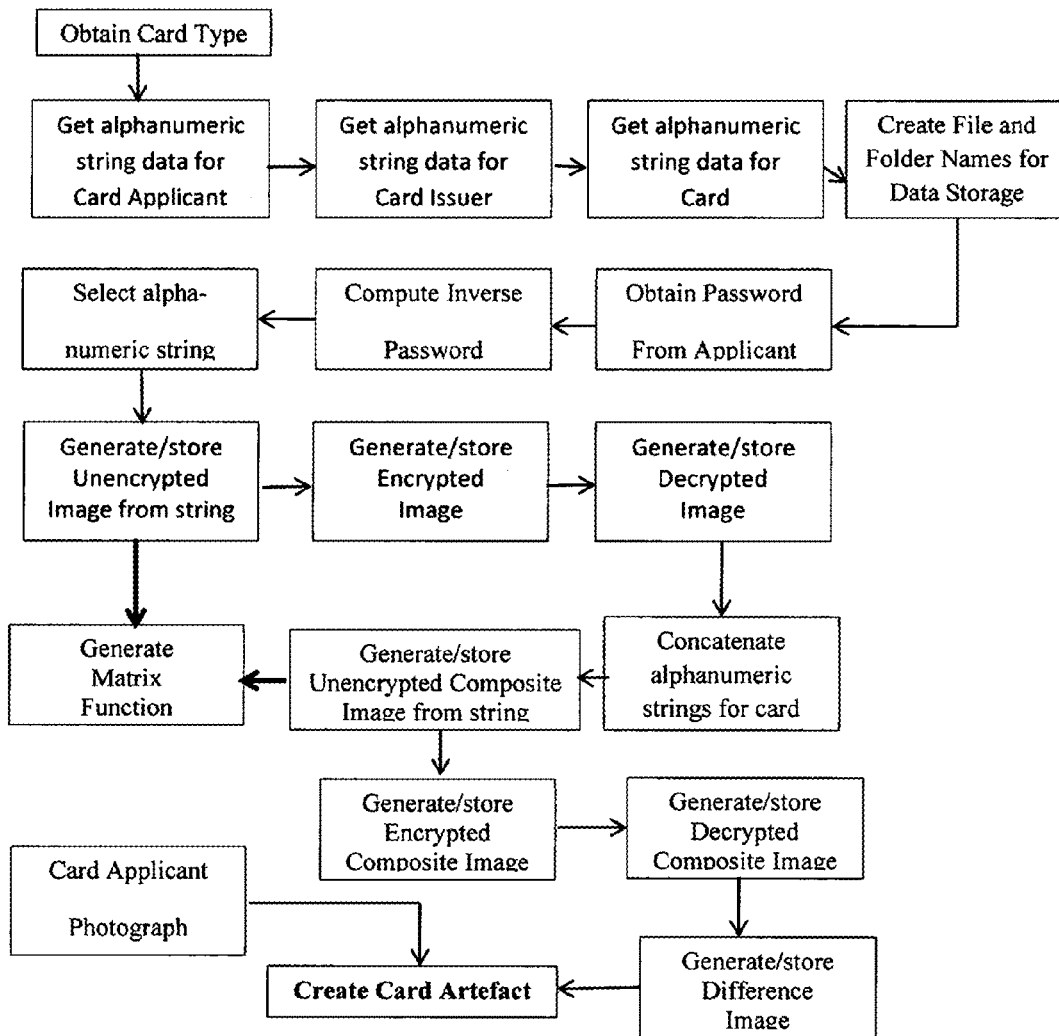 Obtain Card Type
Get alphanumeric
string data for
Card Applicant
Get alphanumeric
string data for
Card Issuer
Get alphanumeric
string data for
Card
Create File and
Folder Names for
Data Storage
Select alpha-
numeric string
Compute Inverse
Password
Obtain Password
From Applicant
Generate/store
Unencrypted
Image from string
Generate/store
Encrypted
Image
Generate/store
Decrypted
Image
Generate
Matrix
Function
Generate/store
Unencrypted Composite
Image from string
Concatenate
alphanumeric
strings for card
Generate/store
Encrypted
Composite Image
Generate/store
Decrypted
Composite Image
Card Applicant
Photograph
Create Card Artefact
Generate/store
Difference
Image